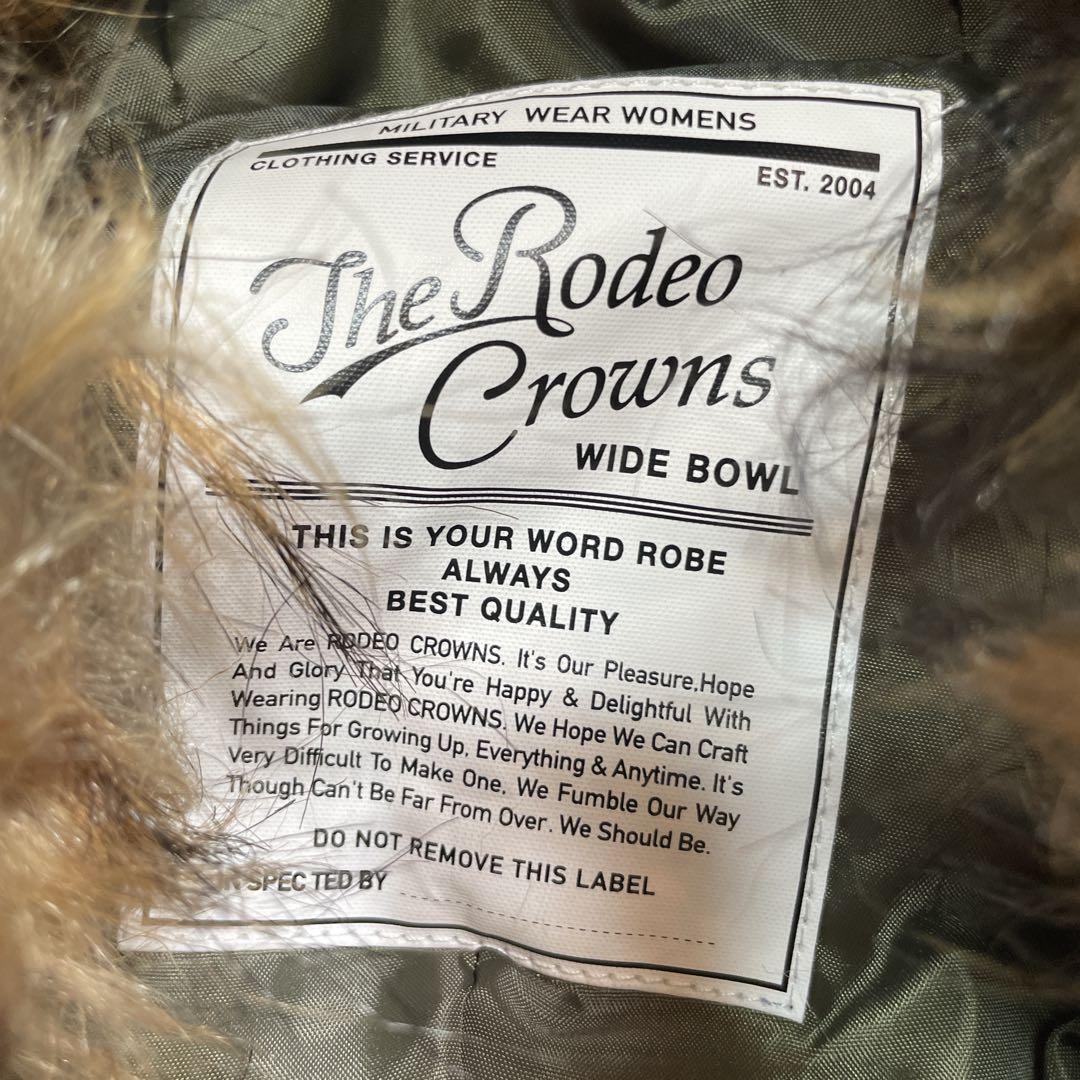 MILITARY WEAR WOMENS
CLOTHING SERVICE
EST. 2004
The Rodeo
Crowns
WIDE BOWL
THIS IS YOUR WORD ROBE
ALWAYS
BEST QUALITY
We Are RODEO CROWNS. It's Our Pleasure.Hope
And Glory That You're Happy & Delightful With
Wearing RODEO CROWNS. We Hope We Can Craft
Things For Growing Up, Everything & Anytime. It's
Very Difficult To Make One, We Fumble Our Way
Though Can't Be Far From Over. We Should Be.
DO NOT REMOVE THIS LABEL
INSPECTED BY